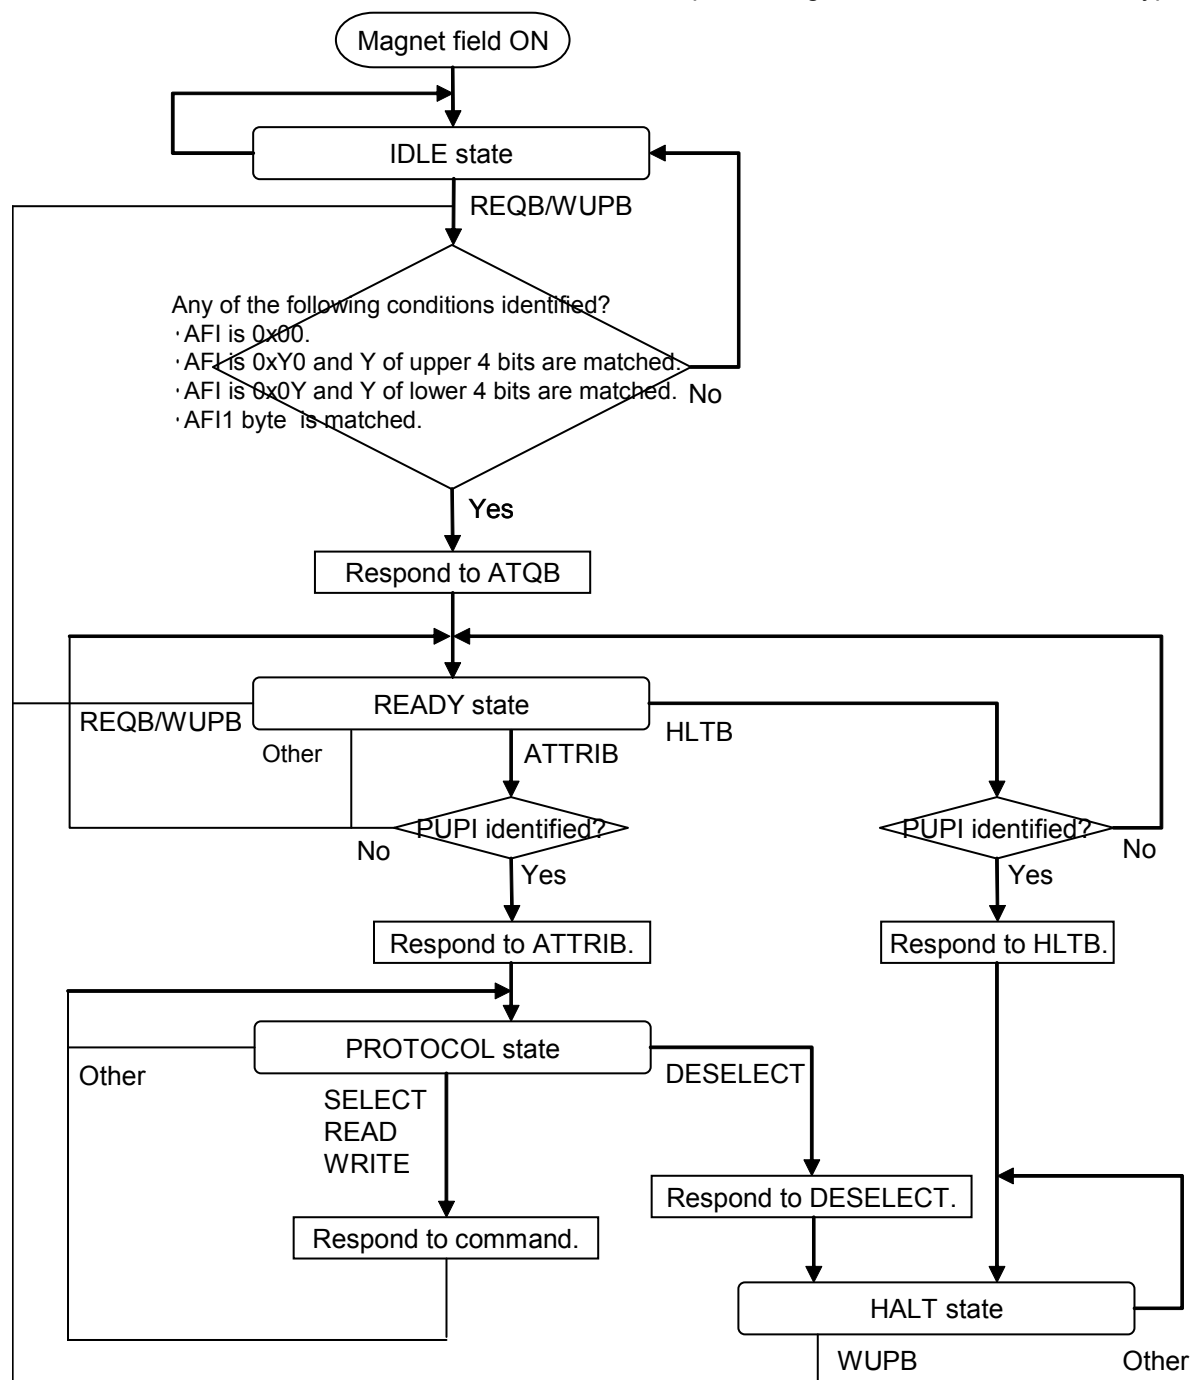 Magnet field ON
IDLE state
REQB/WUPB
Any of the following conditions identified?
·AFI is 0x00.
·AFI is 0xY0 and Y of upper 4 bits are matched.
·AFI is 0x0Y and Y of lower 4 bits are matched.
No
·AFI1 byte is matched.
Yes
Respond to ATQB
READY state
REQB/WUPB
Other
ATTRIB
HLTB
PUPI identified?
PUPI identified?
No
Yes
Yes
No
Respond to ATTRIB.
Respond to HLTB.
PROTOCOL state
Other
DESELECT
SELECT
READ
WRITE
Respond to DESELECT.
Respond to command.
HALT state
WUPB
Other